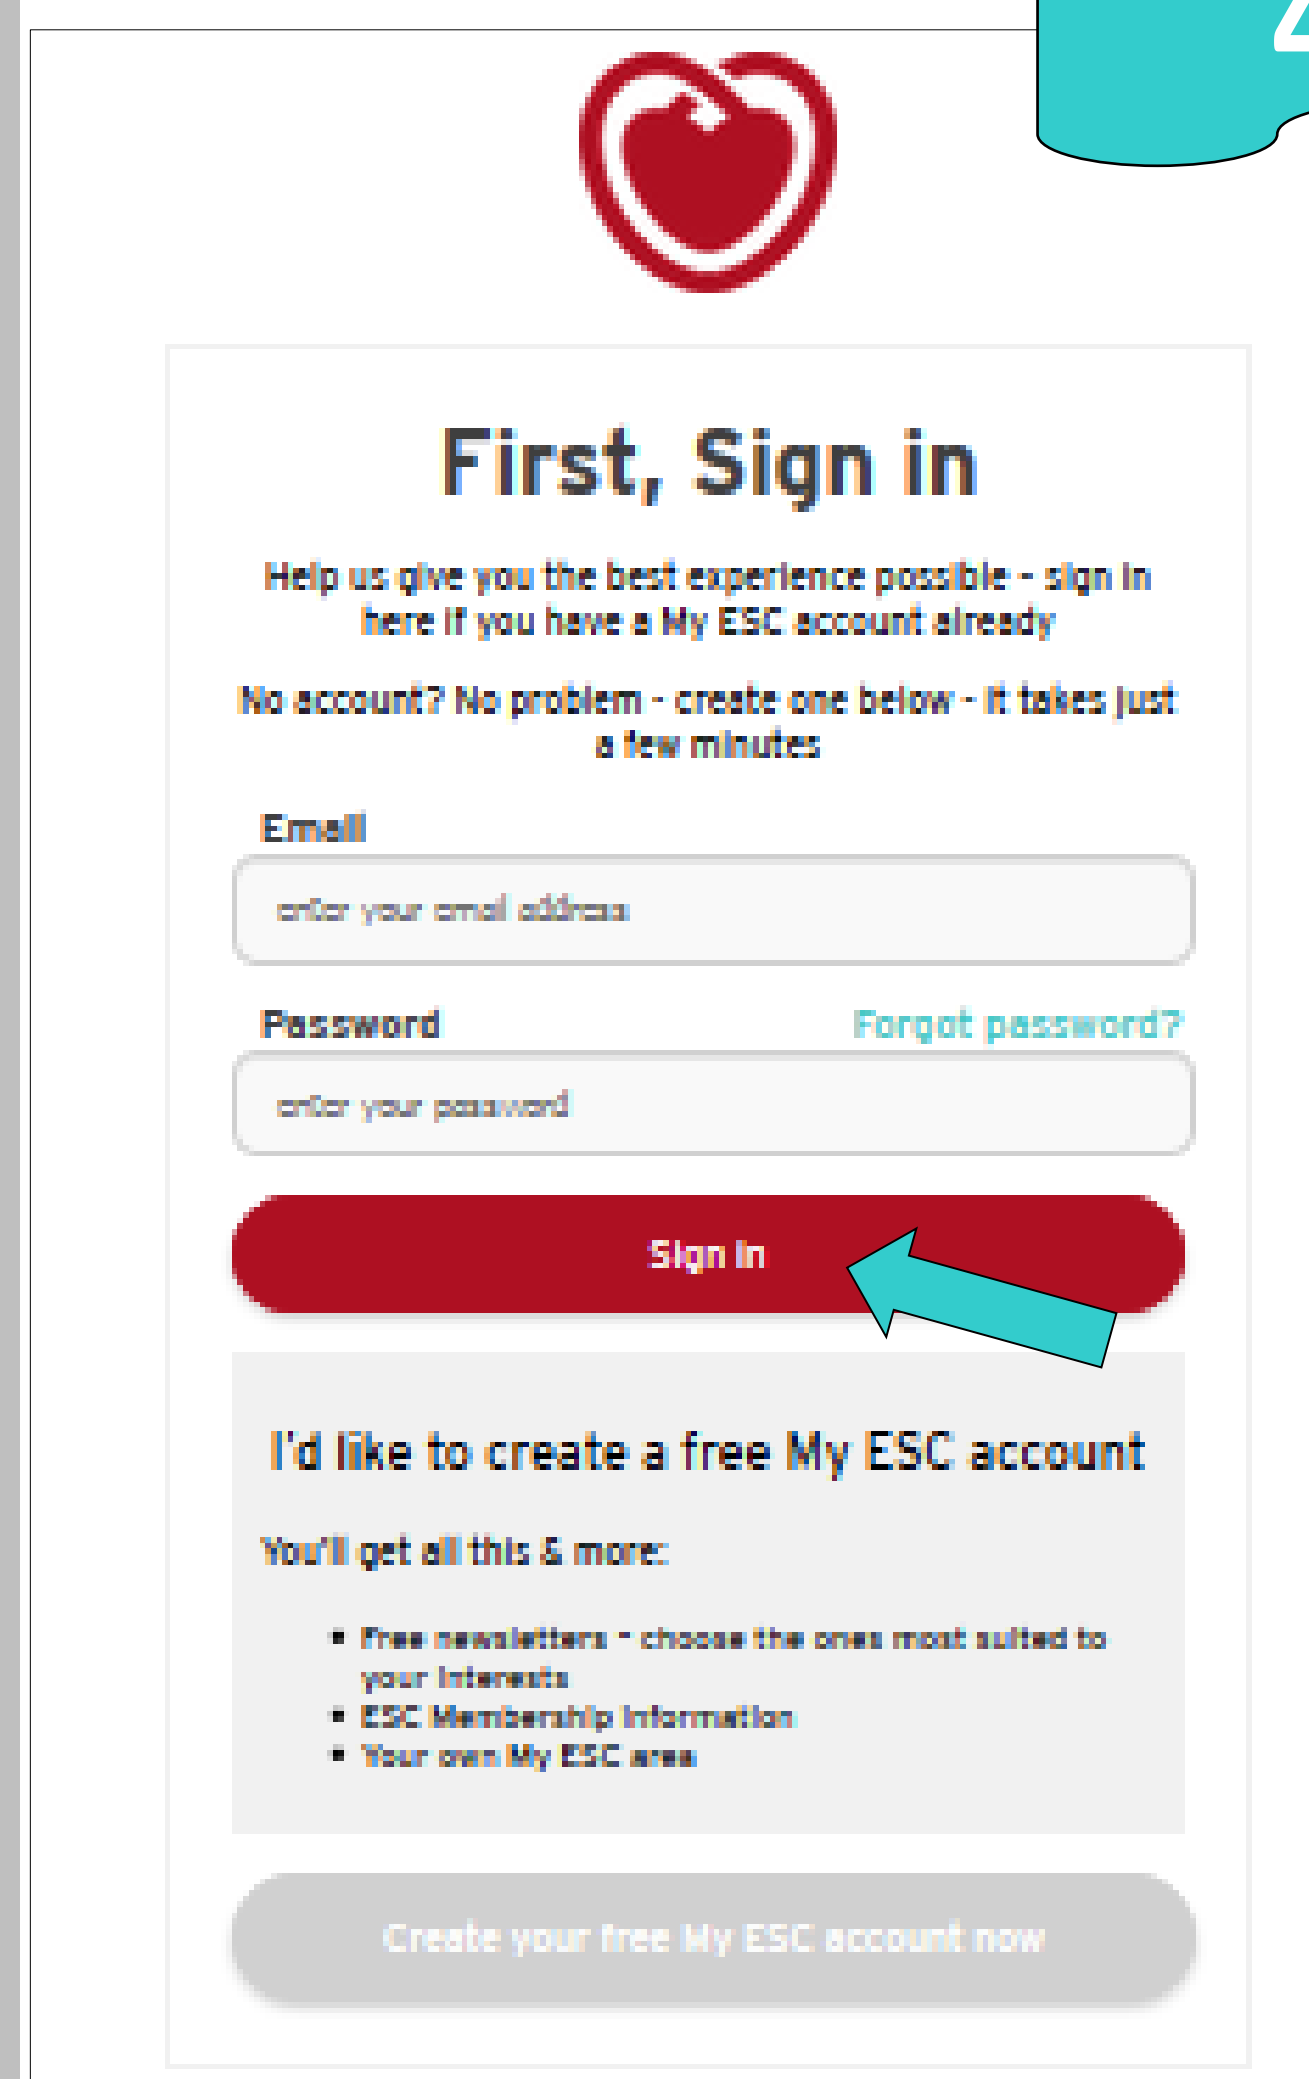 4
First, Sign in
Help us give you the best experience possible - sign in
here if you have a My ESC account already
No account? No problem - create one below - it takes just
a few minutes
Email
enter your email address
Password Forgot password?
enter your password
Sign in
I'd like to create a free My ESC account
You'll get all this & more:
Free newsletters - choose the ones most suited to
your interests
ESC Membership information
Your own My ESC area
Create your free My ESC account now